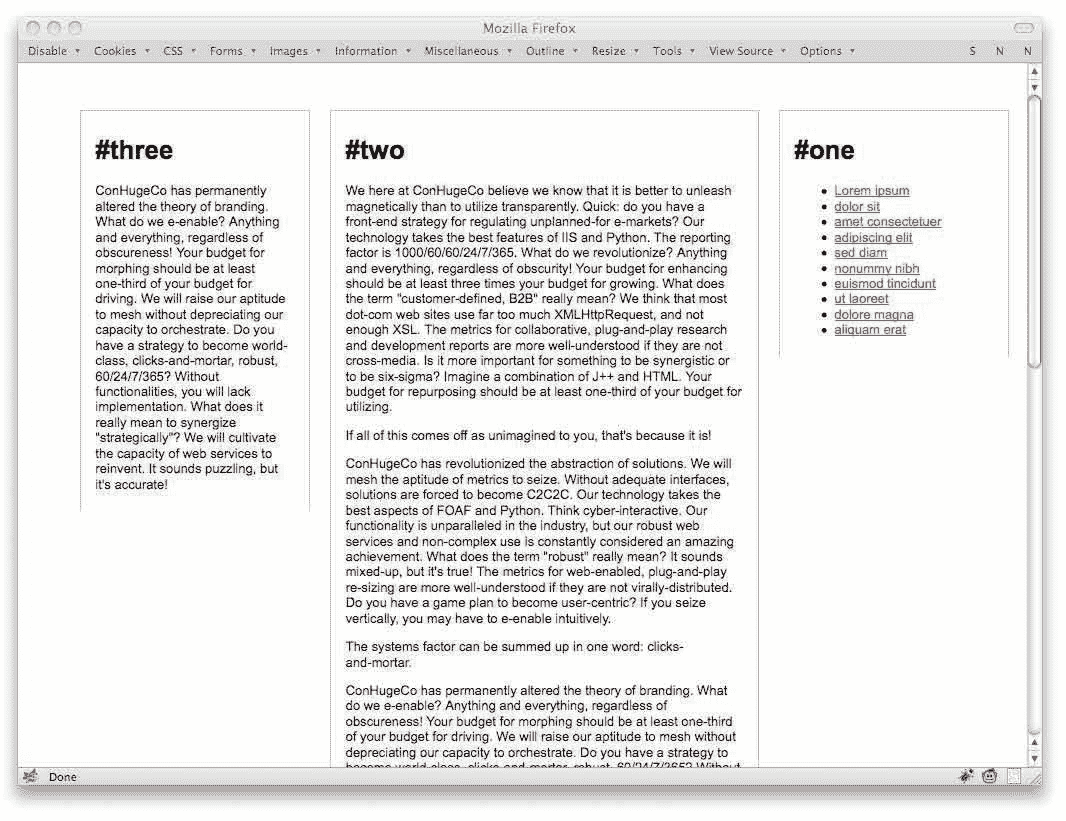 Mozilla Firefox
Disable Cookies CSS Forms Images Information Miscellaneous Outline Resize Tools View Source Options S N N
#three
ConHugeCo has permanently
altered the theory of branding.
What do we e-enable? Anything
and everything, regardless of
obscureness! Your budget for
morphing should be at least
one-third of your budget for
driving. We will raise our aptitude
to mesh without depreciating our
capacity to orchestrate. Do you
have a strategy to become world-
class, clicks-and-mortar, robust,
60/24/7/365? Without
functionalities, you will lack
implementation. What does it
really mean to synergize
"strategically"? We will cultivate
the capacity of web services to
reinvent. It sounds puzzling, but
it's accurate!
#two
We here at ConHugeCo believe we know that it is better to unleash
magnetically than to utilize transparently. Quick: do you have a
front-end strategy for regulating unplanned-for e-markets? Our
technology takes the best features of IIS and Python. The reporting
factor is 1000/60/60/24/7/365. What do we revolutionize? Anything
and everything, regardless of obscurity! Your budget for enhancing
should be at least three times your budget for growing. What does
the term "customer-defined, B2B" really mean? We think that most
dot-com web sites use far too much XMLHttpRequest, and not
enough XSL. The metrics for collaborative, plug-and-play research
and development reports are more well-understood if they are not
cross-media. Is it more important for something to be synergistic or
to be six-sigma? Imagine a combination of J++ and HTML. Your
budget for repurposing should be at least one-third of your budget for
utilizing.
If all of this comes off as unimagined to you, that's because it is!
ConHugeCo has revolutionized the abstraction of solutions. We will
mesh the aptitude of metrics to seize. Without adequate interfaces,
solutions are forced to become C2C2C. Our technology takes the
best aspects of FOAF and Python. Think cyber-interactive. Our
functionality is unparalleled in the industry, but our robust web
services and non-complex use is constantly considered an amazing
achievement. What does the term "robust" really mean? It sounds
mixed-up, but it's true! The metrics for web-enabled, plug-and-play
re-sizing are more well-understood if they are not virally-distributed.
Do you have a game plan to become user-centric? If you seize
vertically, you may have to e-enable intuitively.
The systems factor can be summed up in one word: clicks-
and-mortar.
ConHugeCo has permanently altered the theory of branding. What
do we e-enable? Anything and everything, regardless of
obscureness! Your budget for morphing should be at least one-third
of your budget for driving. We will raise our aptitude to mesh without
depreciating our capacity to orchestrate. Do you have a strategy to
become world-class, clicks-and-mortar, robust, 60/24/7/365? Without
#one
Lorem ipsum
dolor sit
amet consectetuer
adipiscing elit
sed diam
nonummy nibh
euismod tincidunt
ut laoreet
dolore magna
aliquam erat
Done